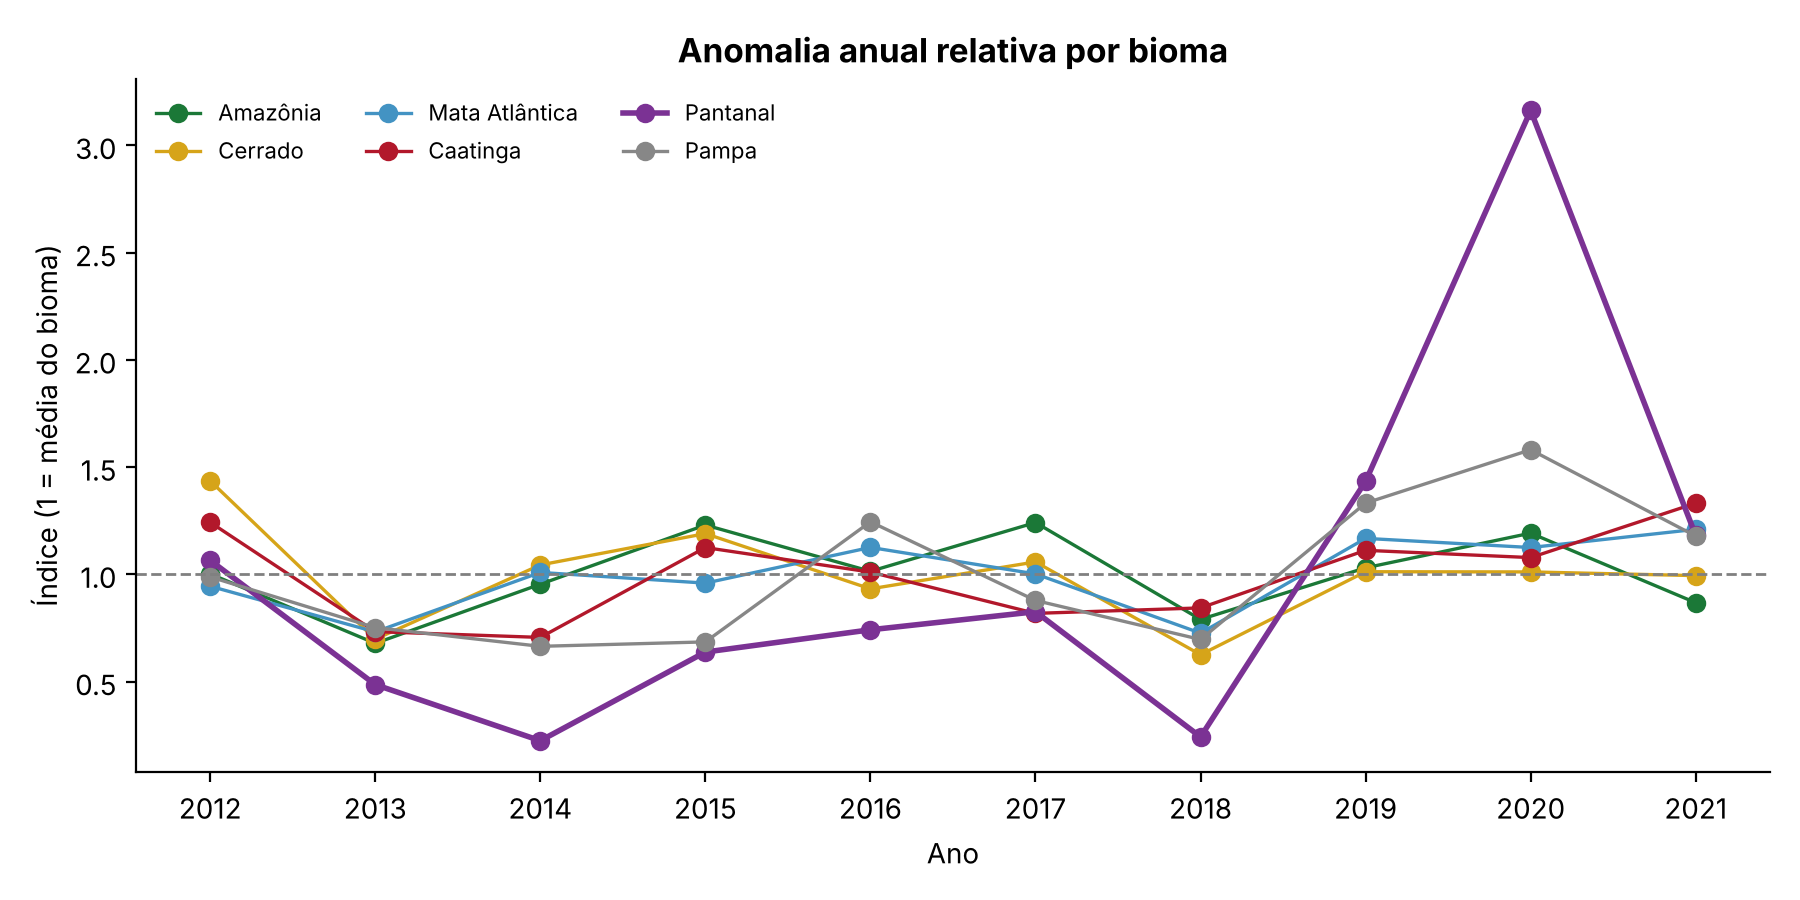 Anomalia anual relativa por bioma
Amazônia
Mata Atlântica
Pantanal
Cerrado
Caatinga
Pampa
Índice (1 = média do bioma)
3.0
2.5
2.0
1.5
1.0
0.5
2012
2013
2014
2015
2016
2017
2018
2019
2020
2021
Ano